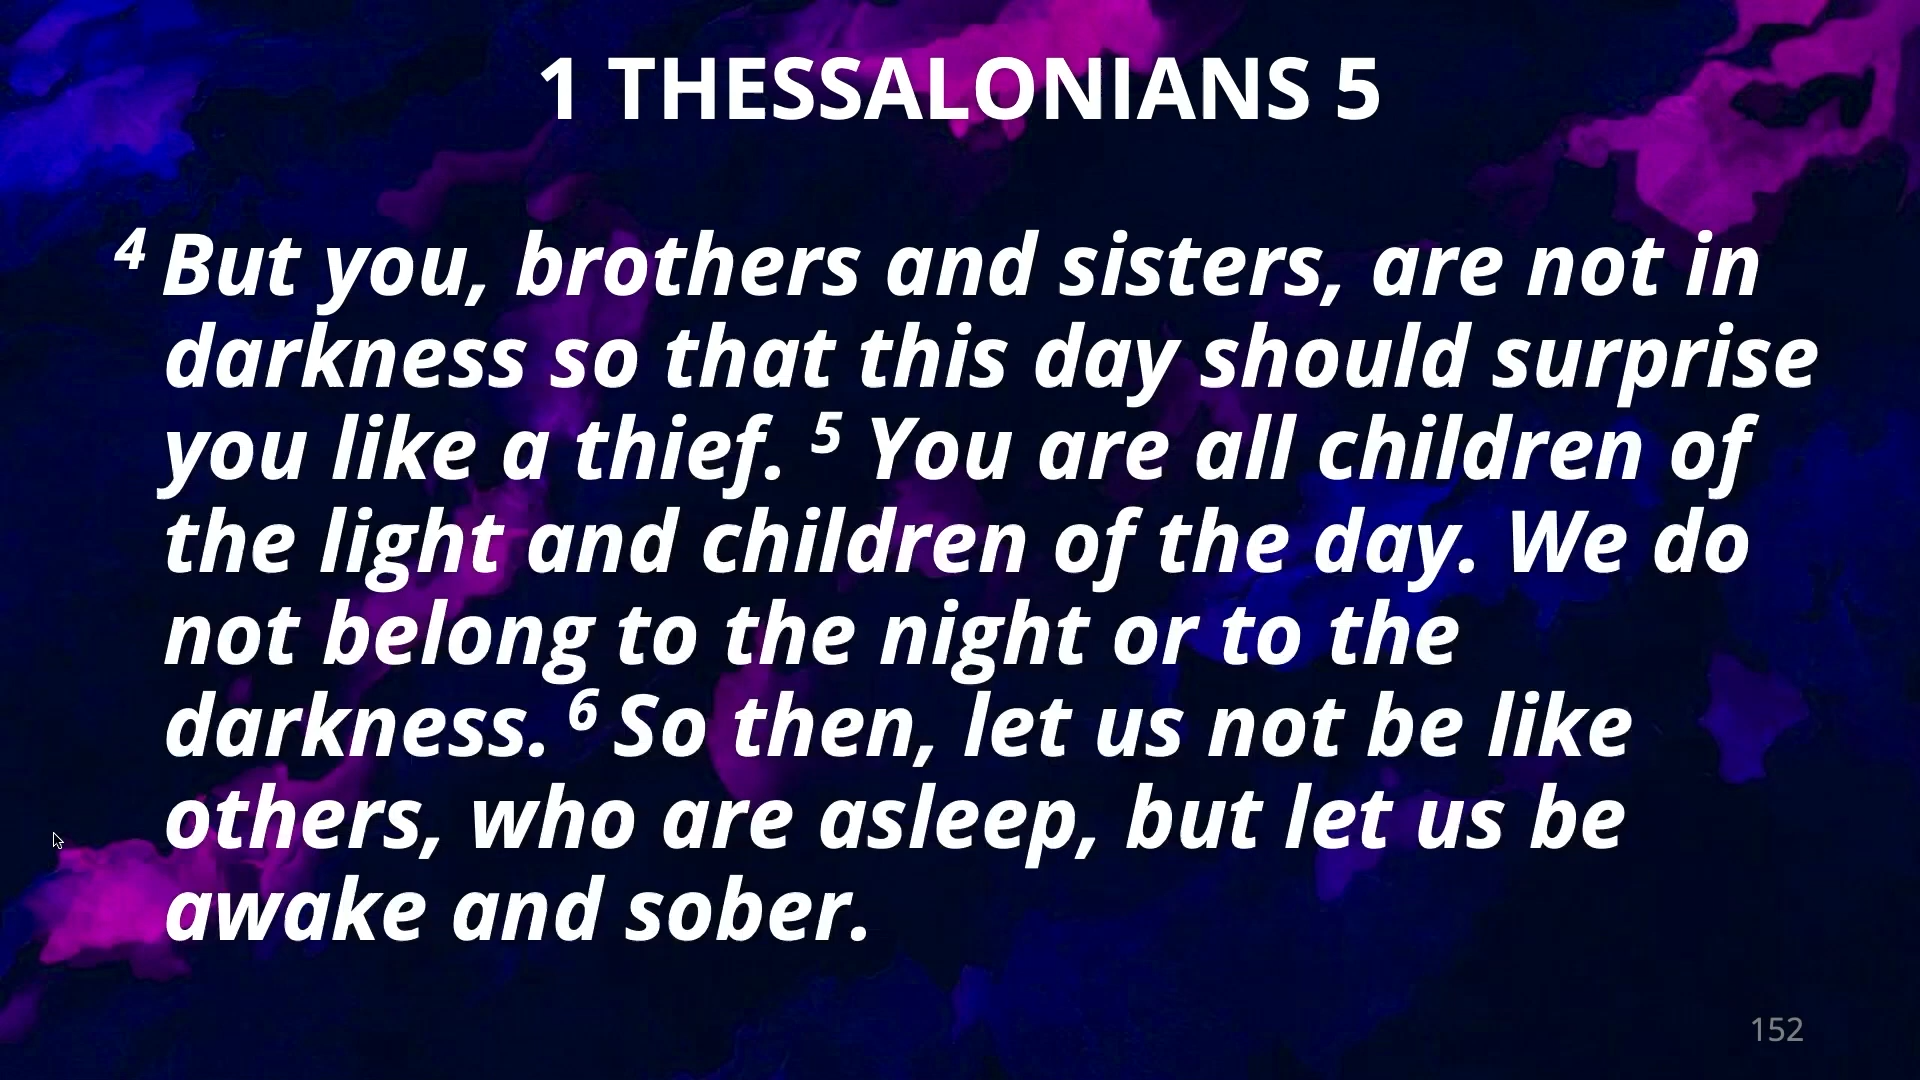 1 THESSALONIANS 5
4 But you, brothers and sisters, are not in
darkness so that this day should surprise
you like a thief. 5 You are all children of
the light and children of the day. We do
not belong to the night or to the
darkness. 6 So then, let us not be like
others, who are asleep, but let us be
awake and sober.
152